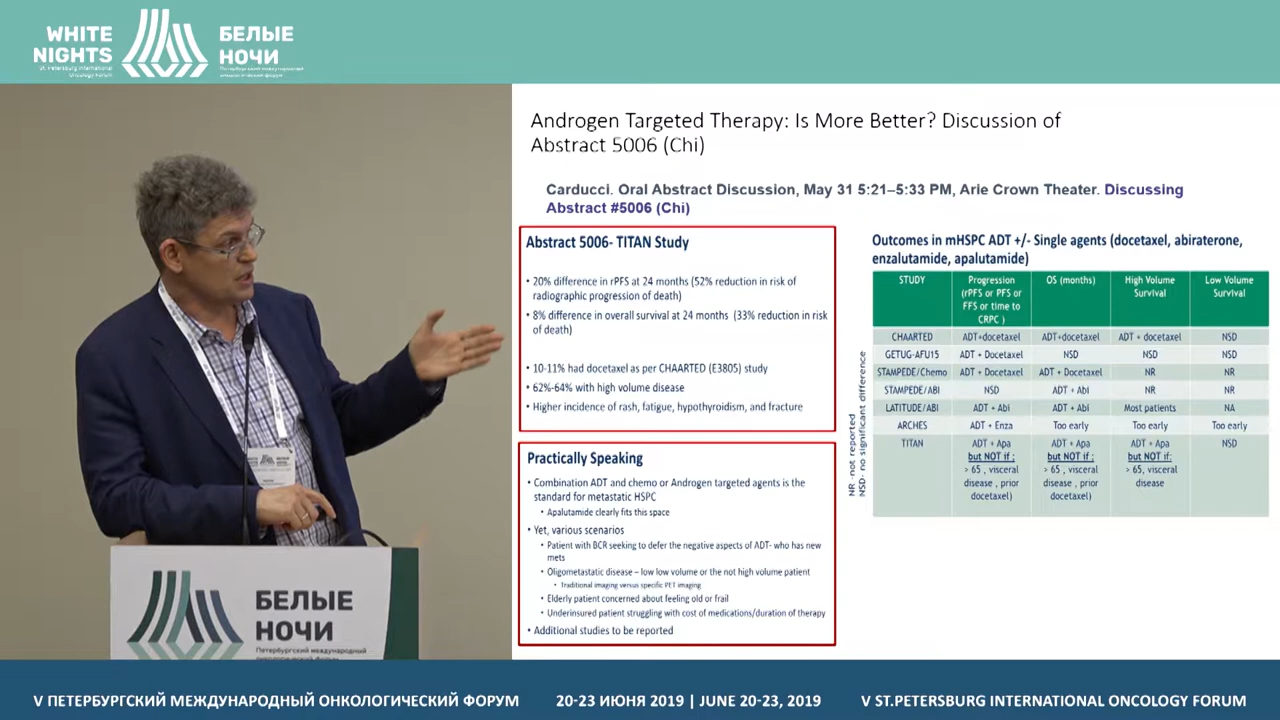 WHITE
NIGHTS
St. Petersburg International
Oncology Forum
БЕЛЫЕ
НОЧИ
Петербургский международный
онкологический форум
Androgen Targeted Therapy: Is More Better? Discussion of
Abstract 5006 (Chi)
Carducci. Oral Abstract Discussion, May 31 5:21–5:33 PM, Arie Crown Theater. Discussing
Abstract #5006 (Chi)
Abstract 5006- TITAN Study
• 20% difference in rPFS at 24 months (52% reduction in risk of
radiographic progression of death)
• 8% difference in overall survival at 24 months (33% reduction in risk
of death)
• 10-11% had docetaxel as per CHAARTED (E3805) study
• 62%-64% with high volume disease
• Higher incidence of rash, fatigue, hypothyroidism, and fracture
Practically Speaking
• Combination ADT and chemo or Androgen targeted agents is the
standard for metastatic HSPC
• Apalutamide clearly fits this space
• Yet, various scenarios
• Patient with BCR seeking to defer the negative aspects of ADT- who has new
mets
• Oligometastatic disease – low low volume or the not high volume patient
• Traditional imaging versus specific PET imaging
• Elderly patient concerned about feeling old or frail
• Underinsured patient struggling with cost of medications/duration of therapy
• Additional studies to be reported
Outcomes in mHSPC ADT +/- Single agents (docetaxel, abiraterone,
enzalutamide, apalutamide)
STUDY Progression (rPFS or PFS or FFS or time to CRPC ) OS (months) High Volume Survival Low Volume Survival
CHAARTED ADT+docetaxel ADT+docetaxel ADT + docetaxel NSD
GETUG-AFU15 ADT + Docetaxel NSD NSD NSD
STAMPEDE/Chemo ADT + Docetaxel ADT + Docetaxel NR NR
STAMPEDE/ABI NSD ADT + Abi NR NR
LATITUDE/ABI ADT + Abi ADT + Abi Most patients NA
ARCHES ADT + Enza Too early Too early Too early
TITAN ADT + Apa ADT + Apa ADT + Apa NSD
but NOT if ; but NOT if : but NOT if:
> 65 , visceral > 65 , visceral > 65, visceral
disease , prior disease , prior disease
docetaxel) docetaxel)
NR -not reported
NSD- no significant difference
БЕЛЫЕ
НОЧИ
Петербургский международный
онкологический форум
V ПЕТЕРБУРГСКИЙ МЕЖДУНАРОДНЫЙ ОНКОЛОГИЧЕСКИЙ ФОРУМ 20-23 ИЮНЯ 2019 | JUNE 20-23, 2019 V ST.PETERSBURG INTERNATIONAL ONCOLOGY FORUM